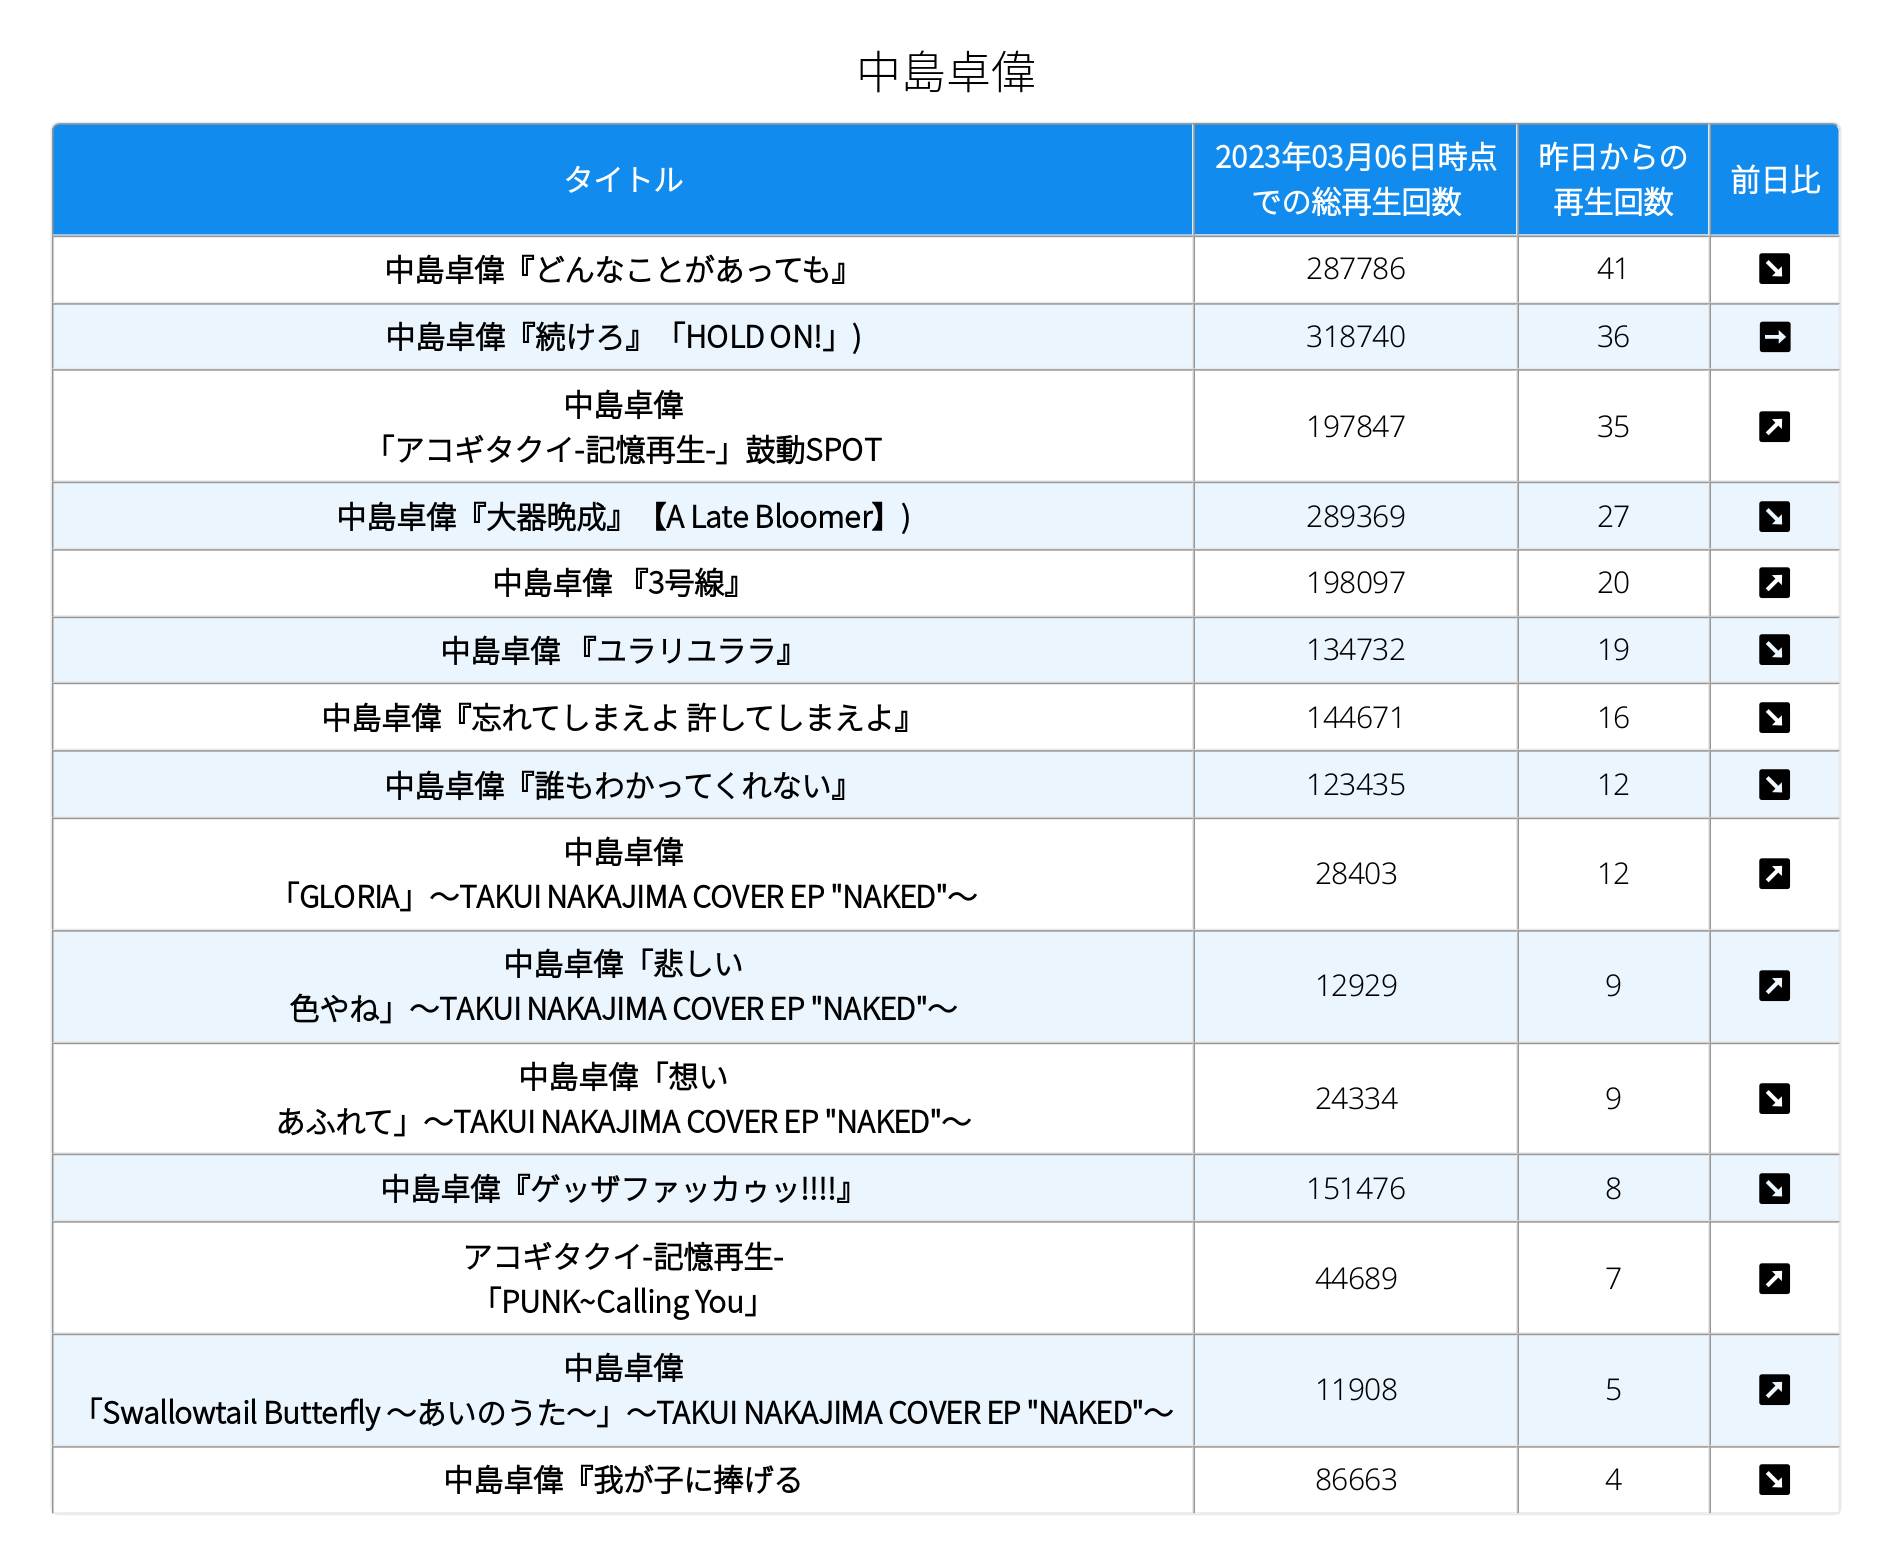 中島卓偉
タイトル
2023年03月06日時点
での総再生回数
昨日からの
再生回数
前日比
中島卓偉『どんなことがあっても』 287786 41
中島卓偉『続けろ』「HOLD ON!」) 318740 36
中島卓偉
「アコギタクイ-記憶再生-」鼓動SPOT 197847 35
中島卓偉『大器晩成』【A Late Bloomer】) 289369 27
中島卓偉 『3号線』 198097 20
中島卓偉 『ユラリユララ』 134732 19
中島卓偉『忘れてしまえよ 許してしまえよ』 144671 16
中島卓偉『誰もわかってくれない』 123435 12
中島卓偉
「GLORIA」～TAKUI NAKAJIMA COVER EP "NAKED"～ 28403 12
中島卓偉「悲しい
色やね」～TAKUI NAKAJIMA COVER EP "NAKED"～ 12929 9
中島卓偉「想い
あふれて」～TAKUI NAKAJIMA COVER EP "NAKED"～ 24334 9
中島卓偉『ゲッザファッカゥッ!!!!』 151476 8
アコギタクイ-記憶再生-
「PUNK~Calling You」 44689 7
中島卓偉
「Swallowtail Butterfly ～あいのうた～」～TAKUI NAKAJIMA COVER EP "NAKED"～ 11908 5
中島卓偉『我が子に捧げる 86663 4